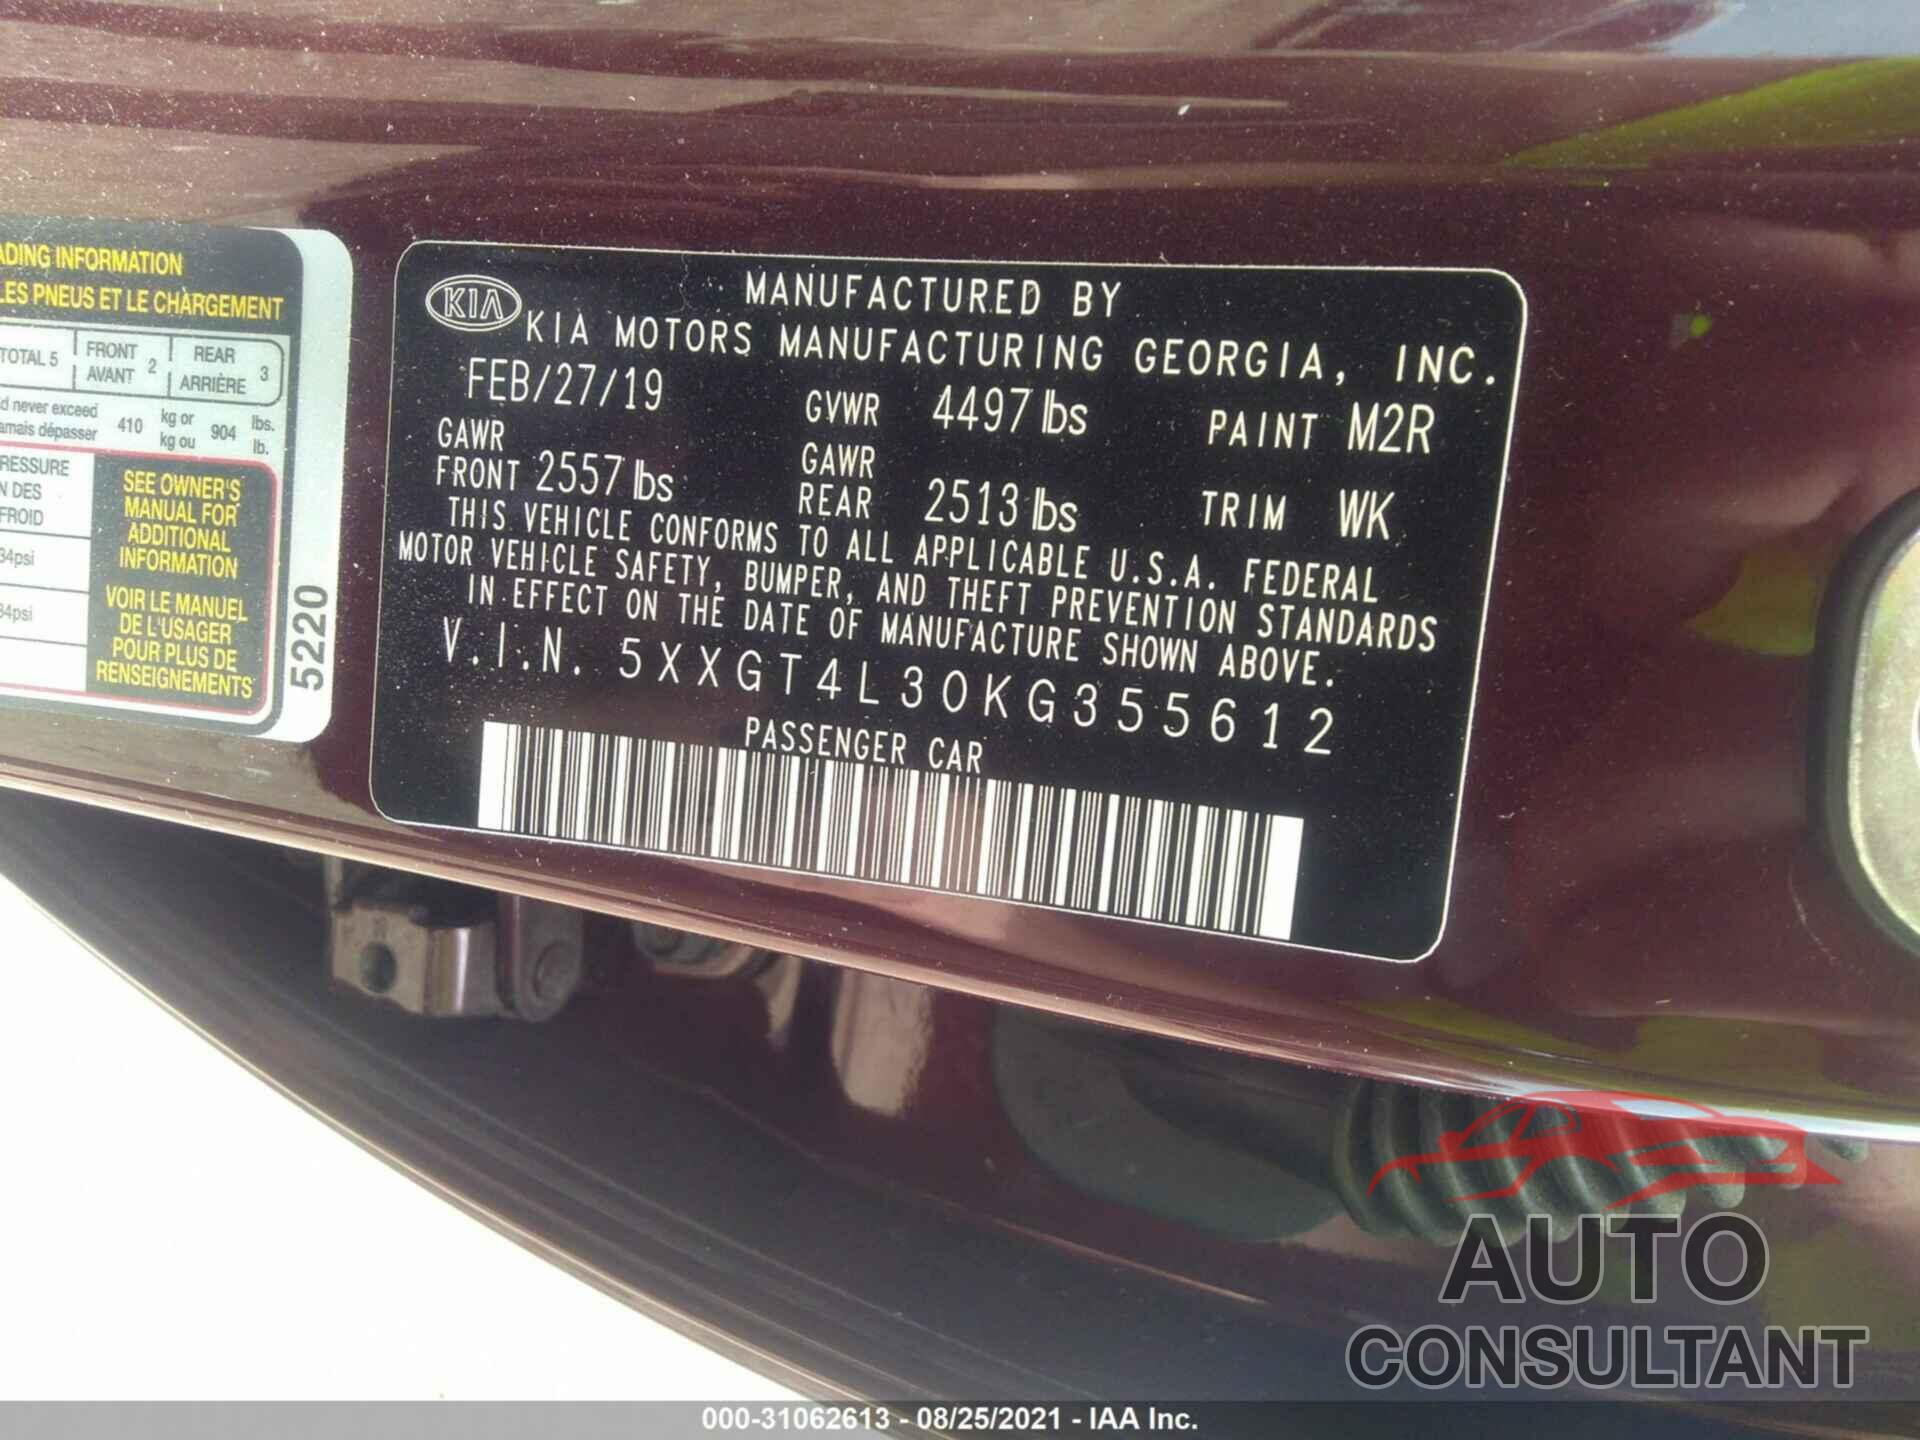 ADING INFORMATION
LES PNEUS ET LE CHARGEMENT
TOTAL 5 FRONT AVANT 2 REAR ARRIÈRE 3
d never exceed
amais dépasser 410 kg or kg ou 904 lbs. lb.
RESSURE
N DES
FROID
34psi
34psi
SEE OWNER'S
MANUAL FOR
ADDITIONAL
INFORMATION
VOIR LE MANUEL
DE L'USAGER
POUR PLUS DE
RENSEIGNEMENTS
5220
KIA
MANUFACTURED BY
KIA MOTORS MANUFACTURING GEORGIA, INC.
FEB/27/19 GVWR 4497 lbs PAINT M2R
GAWR FRONT 2557 lbs GAWR REAR 2513 lbs TRIM WK
THIS VEHICLE CONFORMS TO ALL APPLICABLE U.S.A. FEDERAL
MOTOR VEHICLE SAFETY, BUMPER, AND THEFT PREVENTION STANDARDS
IN EFFECT ON THE DATE OF MANUFACTURE SHOWN ABOVE.
V.I.N. 5XXGT4L30KG355612
PASSENGER CAR
AUTO
CONSULTANT
000-31062613 - 08/25/2021 - IAA Inc.